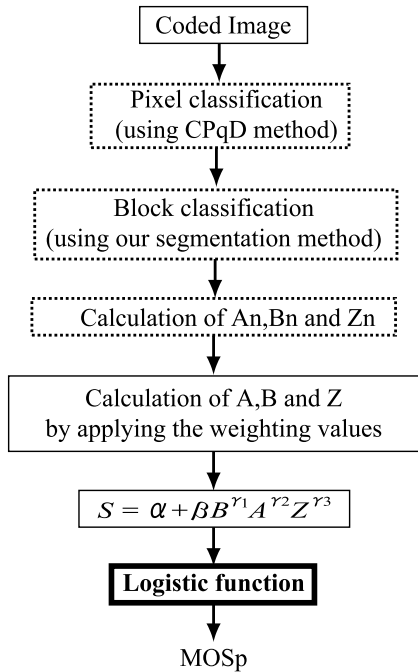 Coded Image
Pixel classification
(using CPqD method)
Block classification
(using our segmentation method)
Calculation of An,Bn and Zn
Calculation of A,B and Z
by applying the weighting values
S = α + βB^γ1 A^γ2 Z^γ3
Logistic function
MOSp